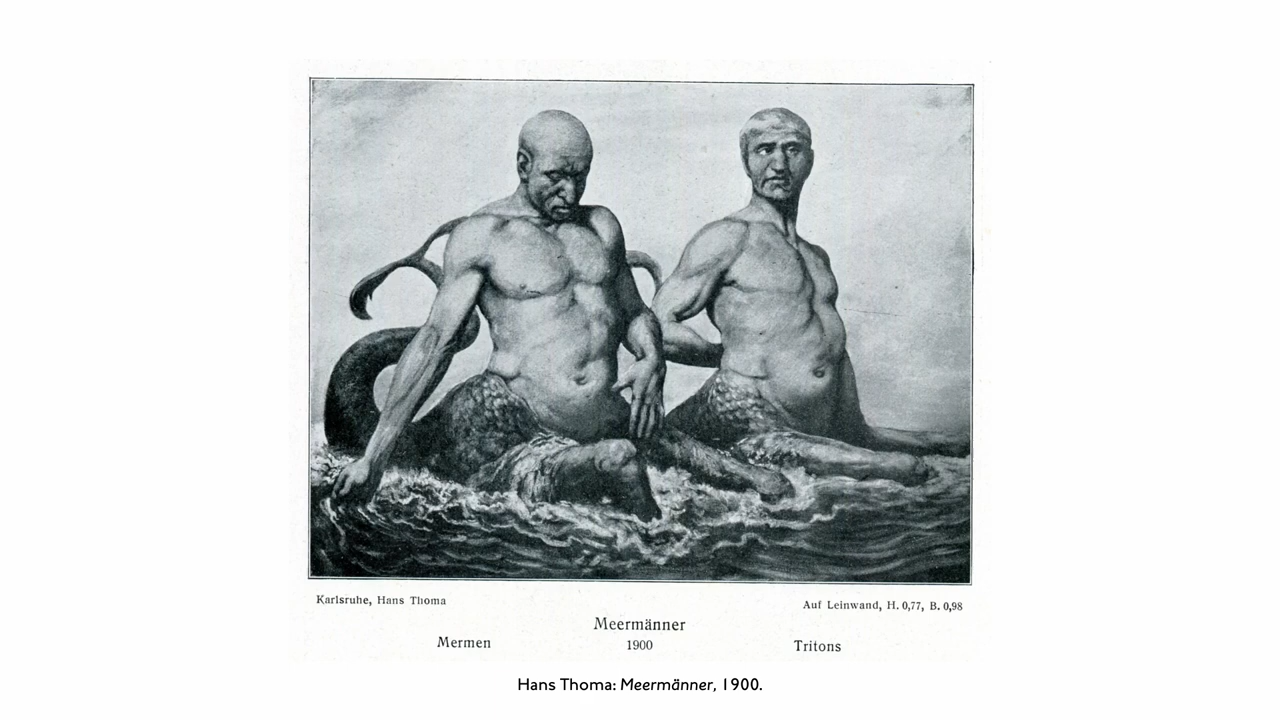 Karlsruhe, Hans Thoma
Auf Leinwand, H. 0,77, B. 0,98
Meermänner
Mermen
1900
Tritons
Hans Thoma: Meermänner, 1900.